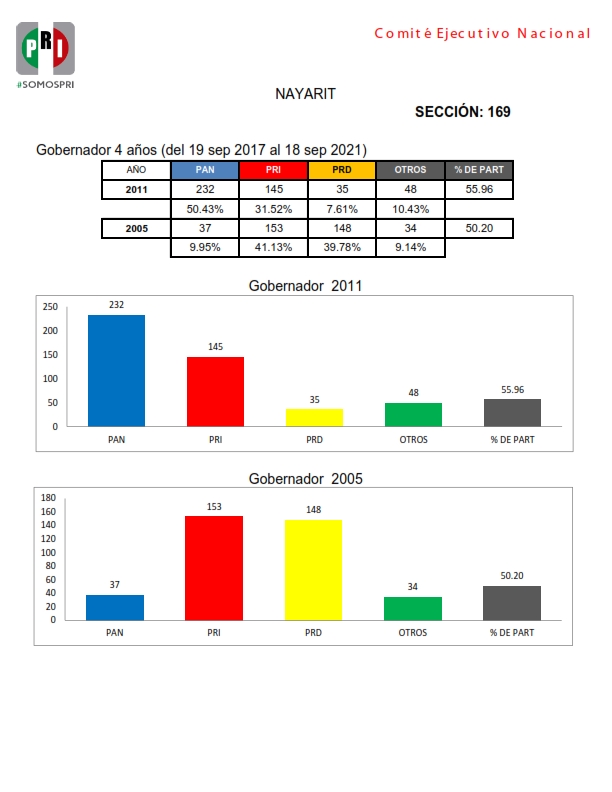 Comité Ejecutivo Nacional
PRI
#SOMOSPRI
NAYARIT
SECCIÓN: 169
Gobernador 4 años (del 19 sep 2017 al 18 sep 2021)
AÑO PAN PRI PRD OTROS % DE PART
2011 232 145 35 48 55.96
50.43% 31.52% 7.61% 10.43%
2005 37 153 148 34 50.20
9.95% 41.13% 39.78% 9.14%
Gobernador 2011
250
200
150
100
50
0
232
145
35
48
55.96
PAN PRI PRD OTROS % DE PART
Gobernador 2005
180
160
140
120
100
80
60
40
20
0
37
153
148
34
50.20
PAN PRI PRD OTROS % DE PART